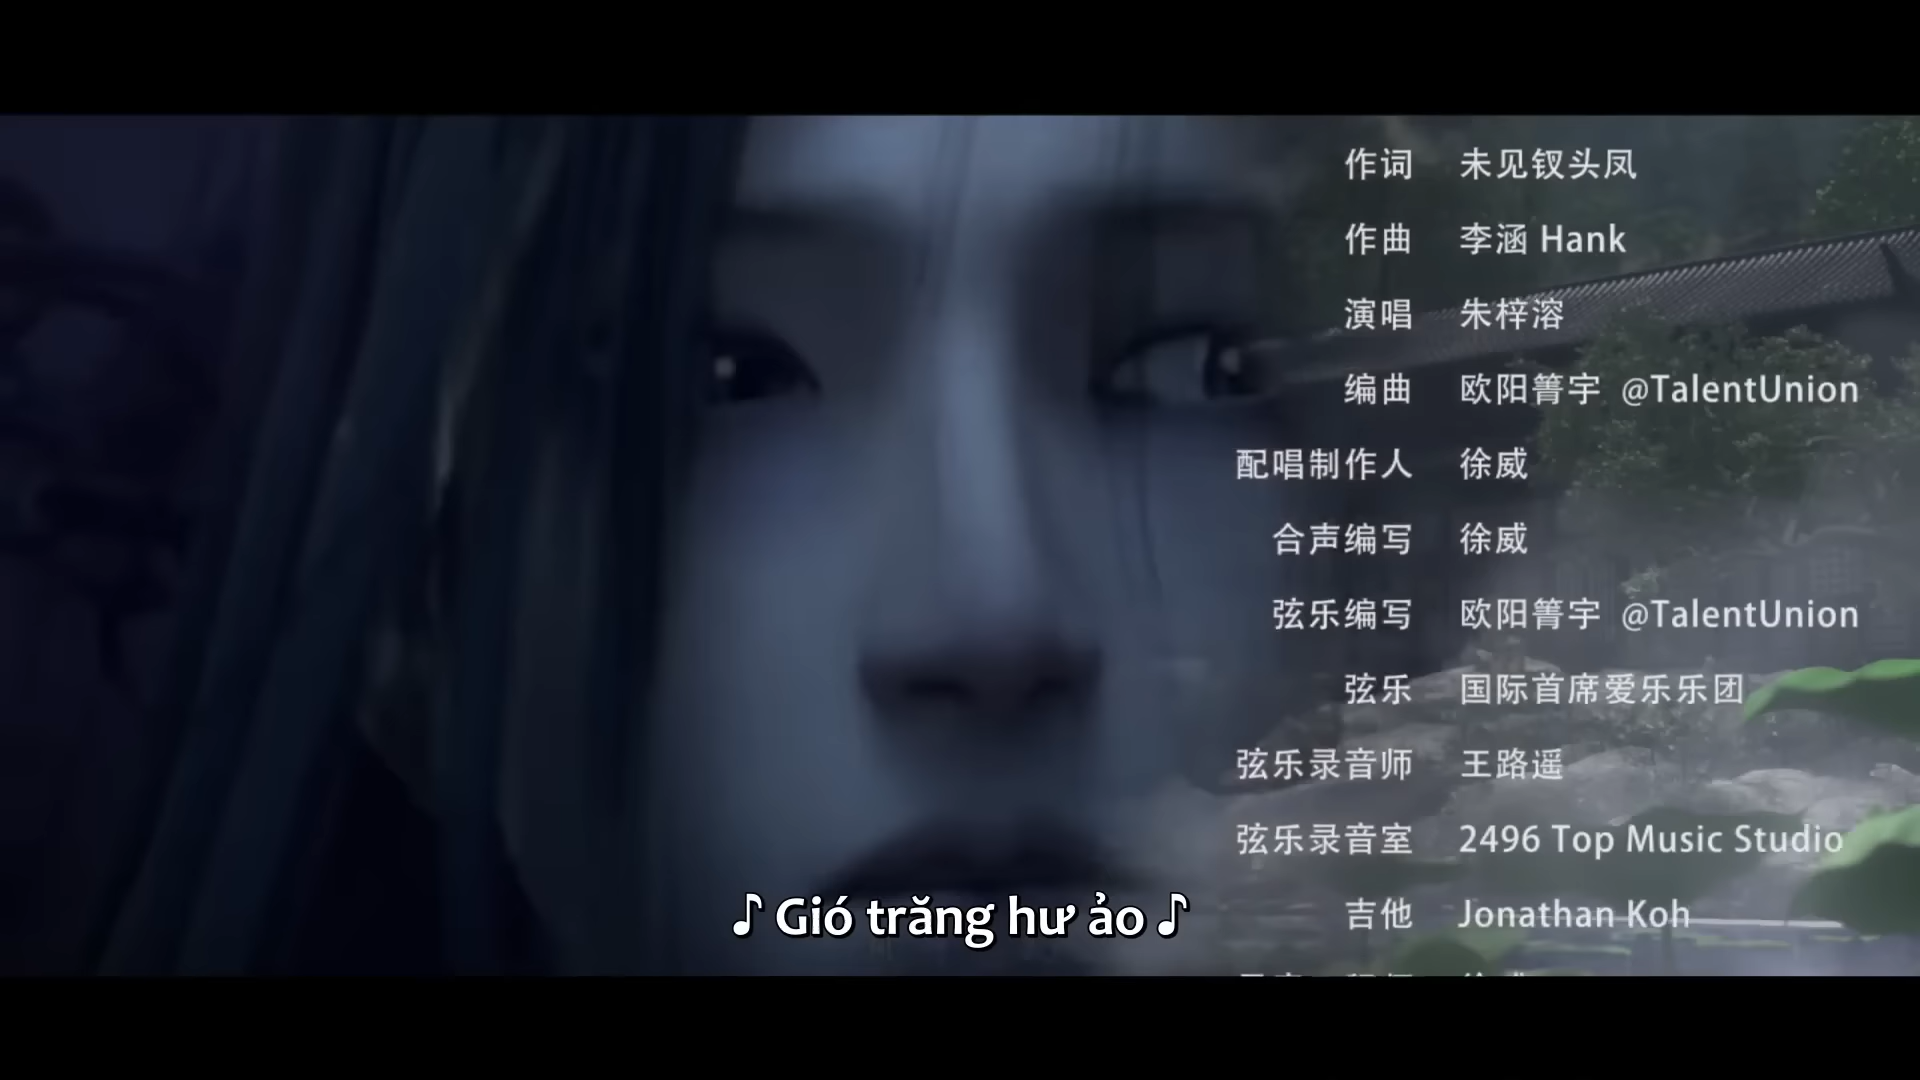 作词 未见钗头凤
作曲 李涵 Hank
演唱 朱梓溶
编曲 欧阳箐宇 @TalentUnion
配唱制作人 徐威
合声编写 徐威
弦乐编写 欧阳箐宇 @TalentUnion
弦乐 国际首席爱乐乐团
弦乐录音师 王路遥
弦乐录音室 2496 Top Music Studio
吉他 Jonathan Koh
♪ Gió trăng hư ảo ♪